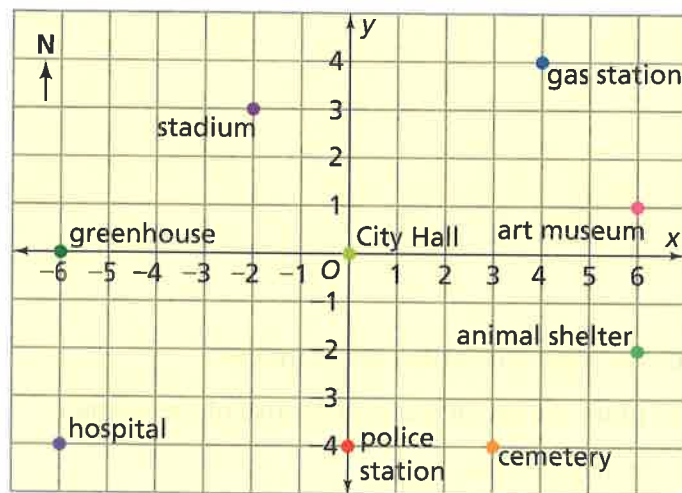 N
y
4
gas station
3
stadium
2
1
greenhouse
City Hall
art museum
x
−6 −5 −4 −3 −2 −1 O 1 2 3 4 5 6
−1
animal shelter
−2
−3
hospital
−4
police
station
cemetery